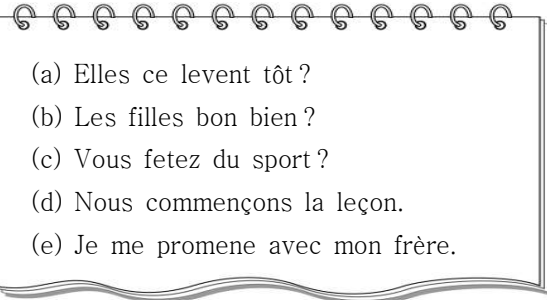 (a) Elles ce levent tôt?
(b) Les filles bon bien?
(c) Vous fetez du sport?
(d) Nous commençons la leçon.
(e) Je me promene avec mon frère.